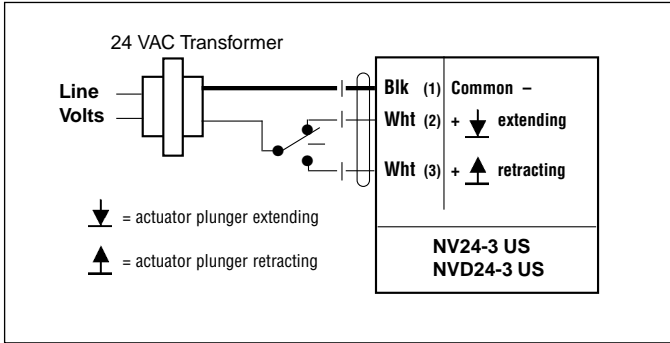 24 VAC Transformer
Line
Volts
Blk (1) Common –
Wht (2) + extending
Wht (3) + retracting
= actuator plunger extending
= actuator plunger retracting
NV24-3 US
NVD24-3 US